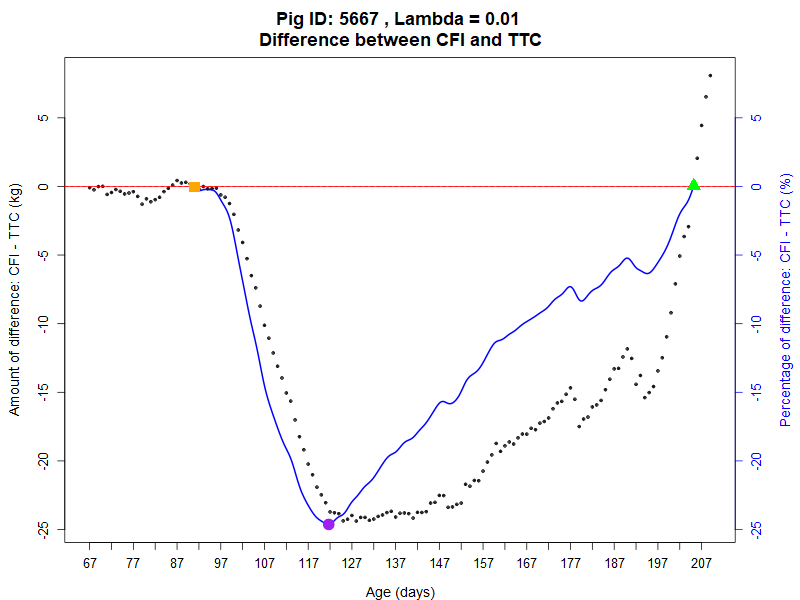 Pig ID: 5667 , Lambda = 0.01
Difference between CFI and TTC
Amount of difference: CFI - TTC (kg)
5
0
-5
-10
-15
-20
-25
5
0
-5
-10
-15
-20
-25
Percentage of difference: CFI - TTC (%)
67 77 87 97 107 117 127 137 147 157 167 177 187 197 207
Age (days)